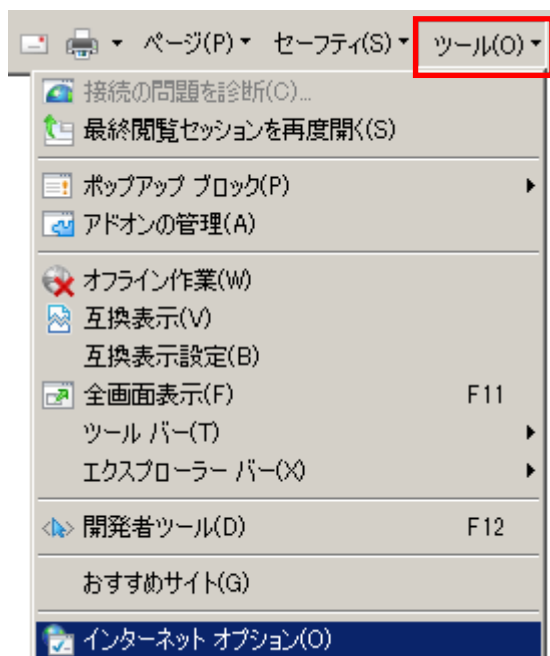 ページ(P) セーフティ(S) ツール(O)
接続の問題を診断(C)...
最終閲覧セッションを再度開く(S)
ポップアップ ブロック(P)
アドオンの管理(A)
オフライン作業(W)
互換表示(V)
互換表示設定(B)
全画面表示(F) F11
ツール バー(T)
エクスプローラー バー(X)
開発者ツール(D) F12
おすすめサイト(G)
インターネット オプション(O)